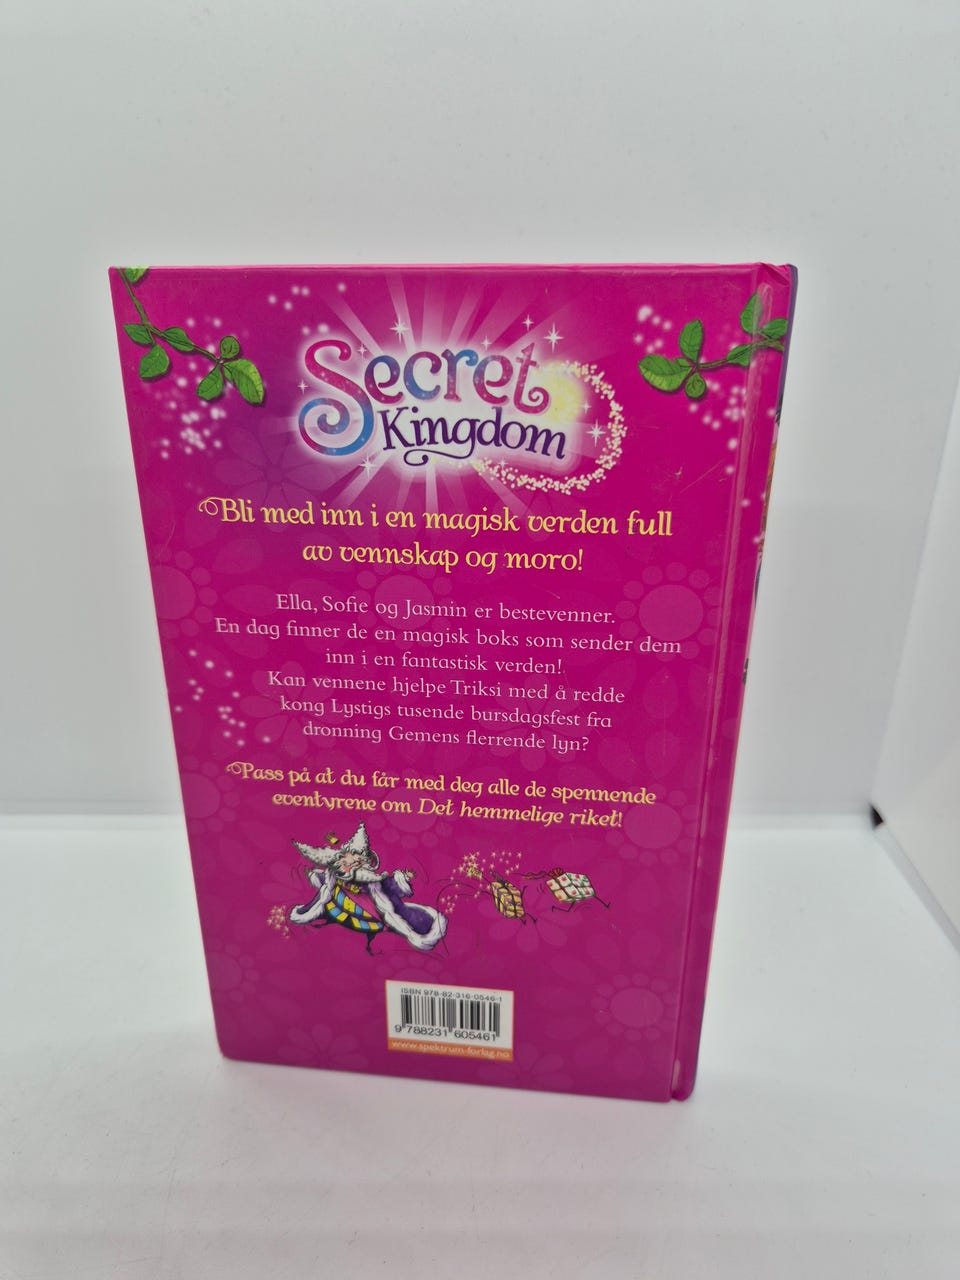 Secret
Kingdom
Bli med inn i en magisk verden full
av vennskap og moro!
Ella, Sofie og Jasmin er bestevenner.
En dag finner de en magisk boks som sender dem
inn i en fantastisk verden!
Kan vennene hjelpe Triksi med å redde
kong Lystigs tusende bursdagsfest fra
dronning Gemens flerrende lyn?
Pass på at du får med deg alle de spennende
eventyrene om Det hemmelige riket!
ISBN 978-82-316-0546-1
9 788231 605461
www.spektrum-forlag.no